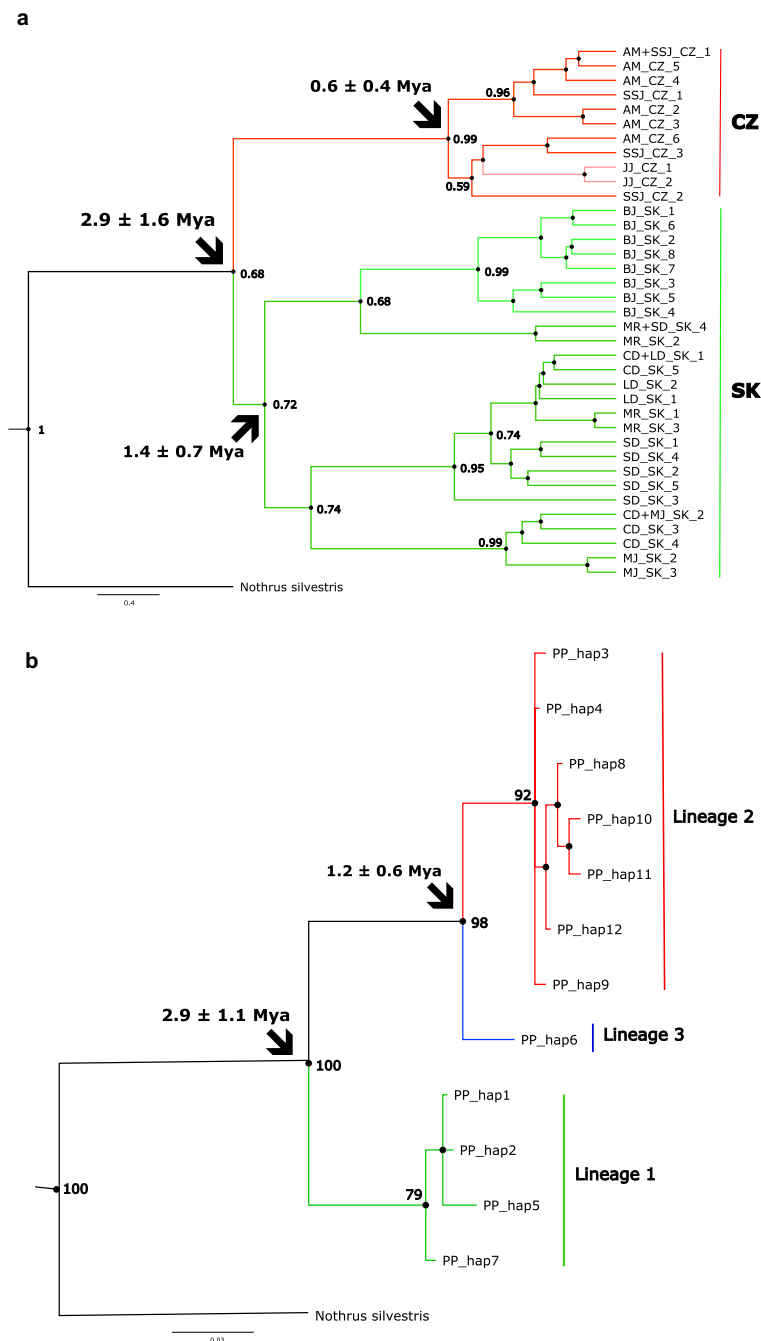 a
AM+SSJ_CZ_1
AM_CZ_5
AM_CZ_4
SSJ_CZ_1
AM_CZ_2
AM_CZ_3
AM_CZ_6
SSJ_CZ_3
JJ_CZ_1
JJ_CZ_2
SSJ_CZ_2
CZ
0.6 ± 0.4 Mya
0.96
0.99
0.59
2.9 ± 1.6 Mya
0.68
BJ_SK_1
BJ_SK_6
BJ_SK_2
BJ_SK_8
BJ_SK_7
BJ_SK_3
BJ_SK_5
BJ_SK_4
MR+SD_SK_4
MR_SK_2
CD+LD_SK_1
CD_SK_5
LD_SK_2
LD_SK_1
MR_SK_1
MR_SK_3
SD_SK_1
SD_SK_4
SD_SK_2
SD_SK_5
SD_SK_3
CD+MJ_SK_2
CD_SK_3
CD_SK_4
MJ_SK_2
MJ_SK_3
SK
0.99
0.68
0.72
1
1.4 ± 0.7 Mya
0.74
0.95
0.74
0.99
Nothrus silvestris
0.4
b
PP_hap3
PP_hap4
PP_hap8
PP_hap10
PP_hap11
PP_hap12
PP_hap9
Lineage 2
92
1.2 ± 0.6 Mya
98
2.9 ± 1.1 Mya
PP_hap6
Lineage 3
100
PP_hap1
PP_hap2
PP_hap5
PP_hap7
Lineage 1
79
100
Nothrus silvestris
0.03